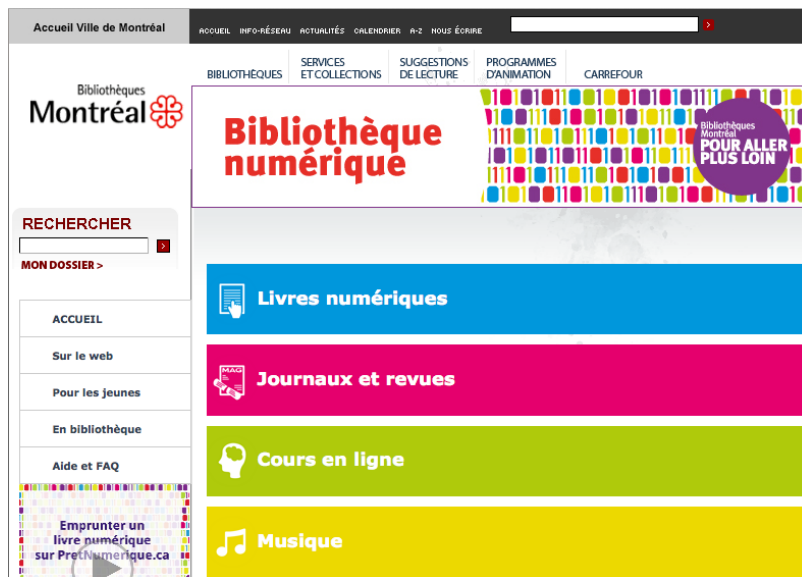 Accueil Ville de Montréal
ACCUEIL INFO-RÉSEAU ACTUALITÉS CALENDRIER A-Z NOUS ÉCRIRE
BIBLIOTHÈQUES
SERVICES
ET COLLECTIONS
SUGGESTIONS
DE LECTURE
PROGRAMMES
D'ANIMATION
CARREFOUR
Bibliothèques
Montréal
Bibliothèque
numérique
Bibliothèques
Montréal
POUR ALLER
PLUS LOIN
RECHERCHER
MON DOSSIER >
ACCUEIL
Sur le web
Pour les jeunes
En bibliothèque
Aide et FAQ
Emprunter un
livre numérique
sur PretNumerique.ca
Livres numériques
MAG
Journaux et revues
Cours en ligne
Musique